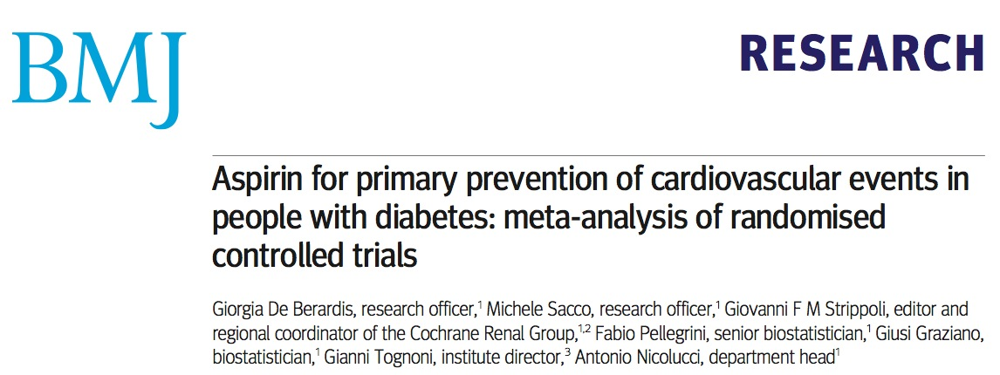 BMJ
RESEARCH
Aspirin for primary prevention of cardiovascular events in
people with diabetes: meta-analysis of randomised
controlled trials
Giorgia De Berardis, research officer,¹ Michele Sacco, research officer,¹ Giovanni F M Strippoli, editor and
regional coordinator of the Cochrane Renal Group,¹,² Fabio Pellegrini, senior biostatistician,¹ Giusi Graziano,
biostatistician,¹ Gianni Tognoni, institute director,³ Antonio Nicolucci, department head¹